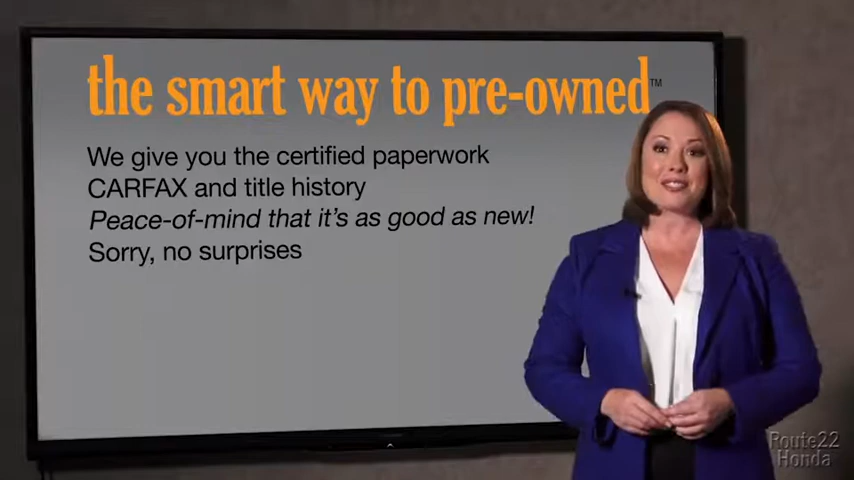 the smart way to pre-owned™
We give you the certified paperwork
CARFAX and title history
Peace-of-mind that it's as good as new!
Sorry, no surprises
Route22
Honda